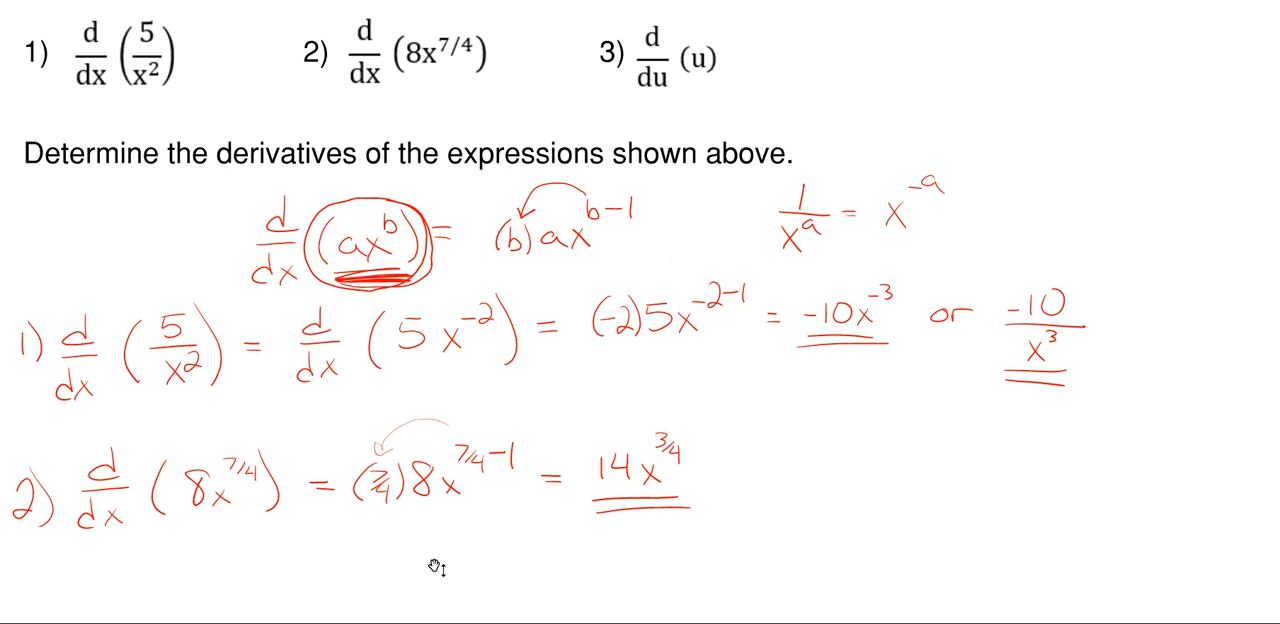 1) d/dx (5/x²) 2) d/dx (8x^7/4) 3) d/du (u)
Determine the derivatives of the expressions shown above.
d/dx (ax^b) = (b)ax^b-1 1/x^a = x^-a
1) d/dx (5/x²) = d/dx (5x^-2) = (-2)5x^-2-1 = -10x^-3 or -10/x³
2) d/dx (8x^7/4) = (7/4)8x^7/4-1 = 14x^3/4